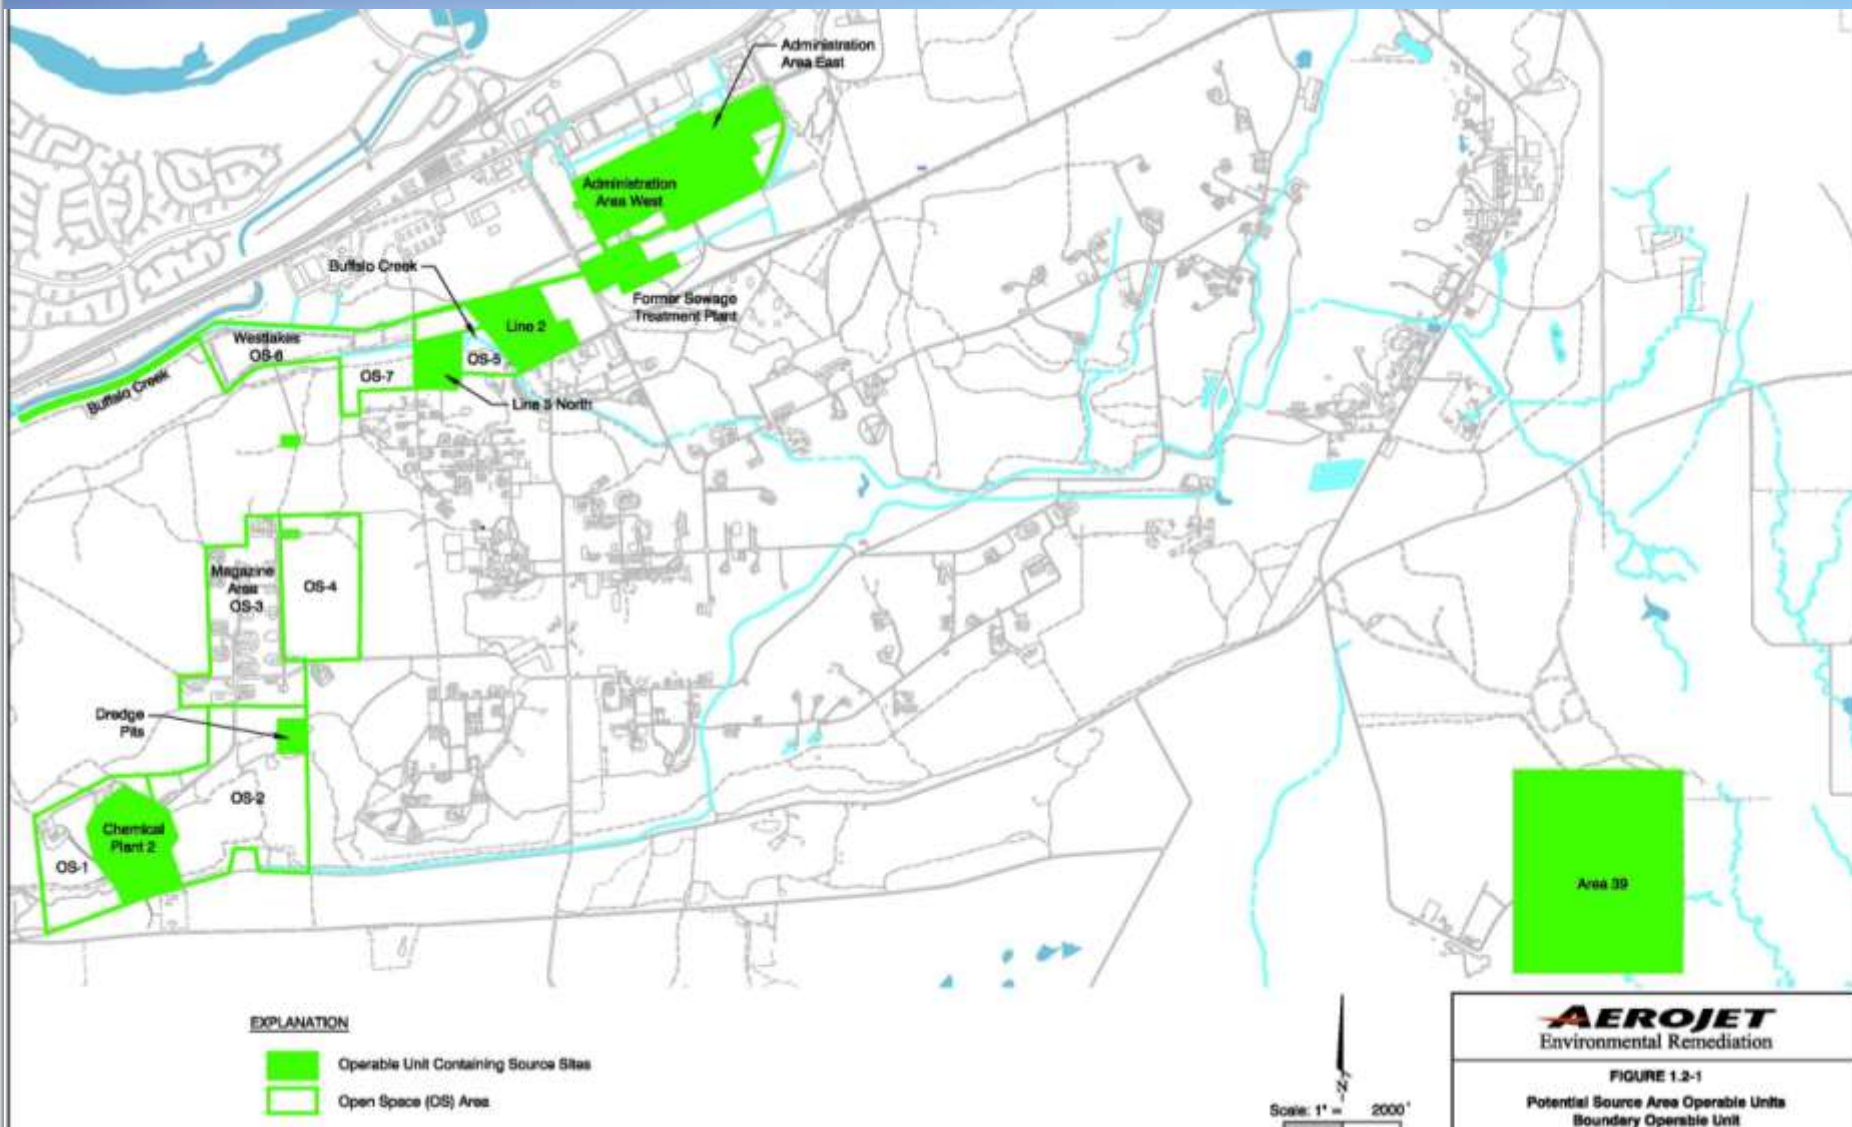 Administration
Area East
Administration
Area West
Buffalo Creek
Former Sewage
Treatment Plant
Line 2
Westlakes
OS-6
OS-7
OS-5
Buffalo Creek
Line 3 North
Magazine
Area
OS-3
OS-4
Dredge
Pits
OS-2
Chemical
Plant 2
OS-1
Area 39
EXPLANATION
Operable Unit Containing Source Sites
Open Space (OS) Area
N
Scale: 1" = 2000'
AEROJET
Environmental Remediation
FIGURE 1.2-1
Potential Source Area Operable Units
Boundary Operable Unit